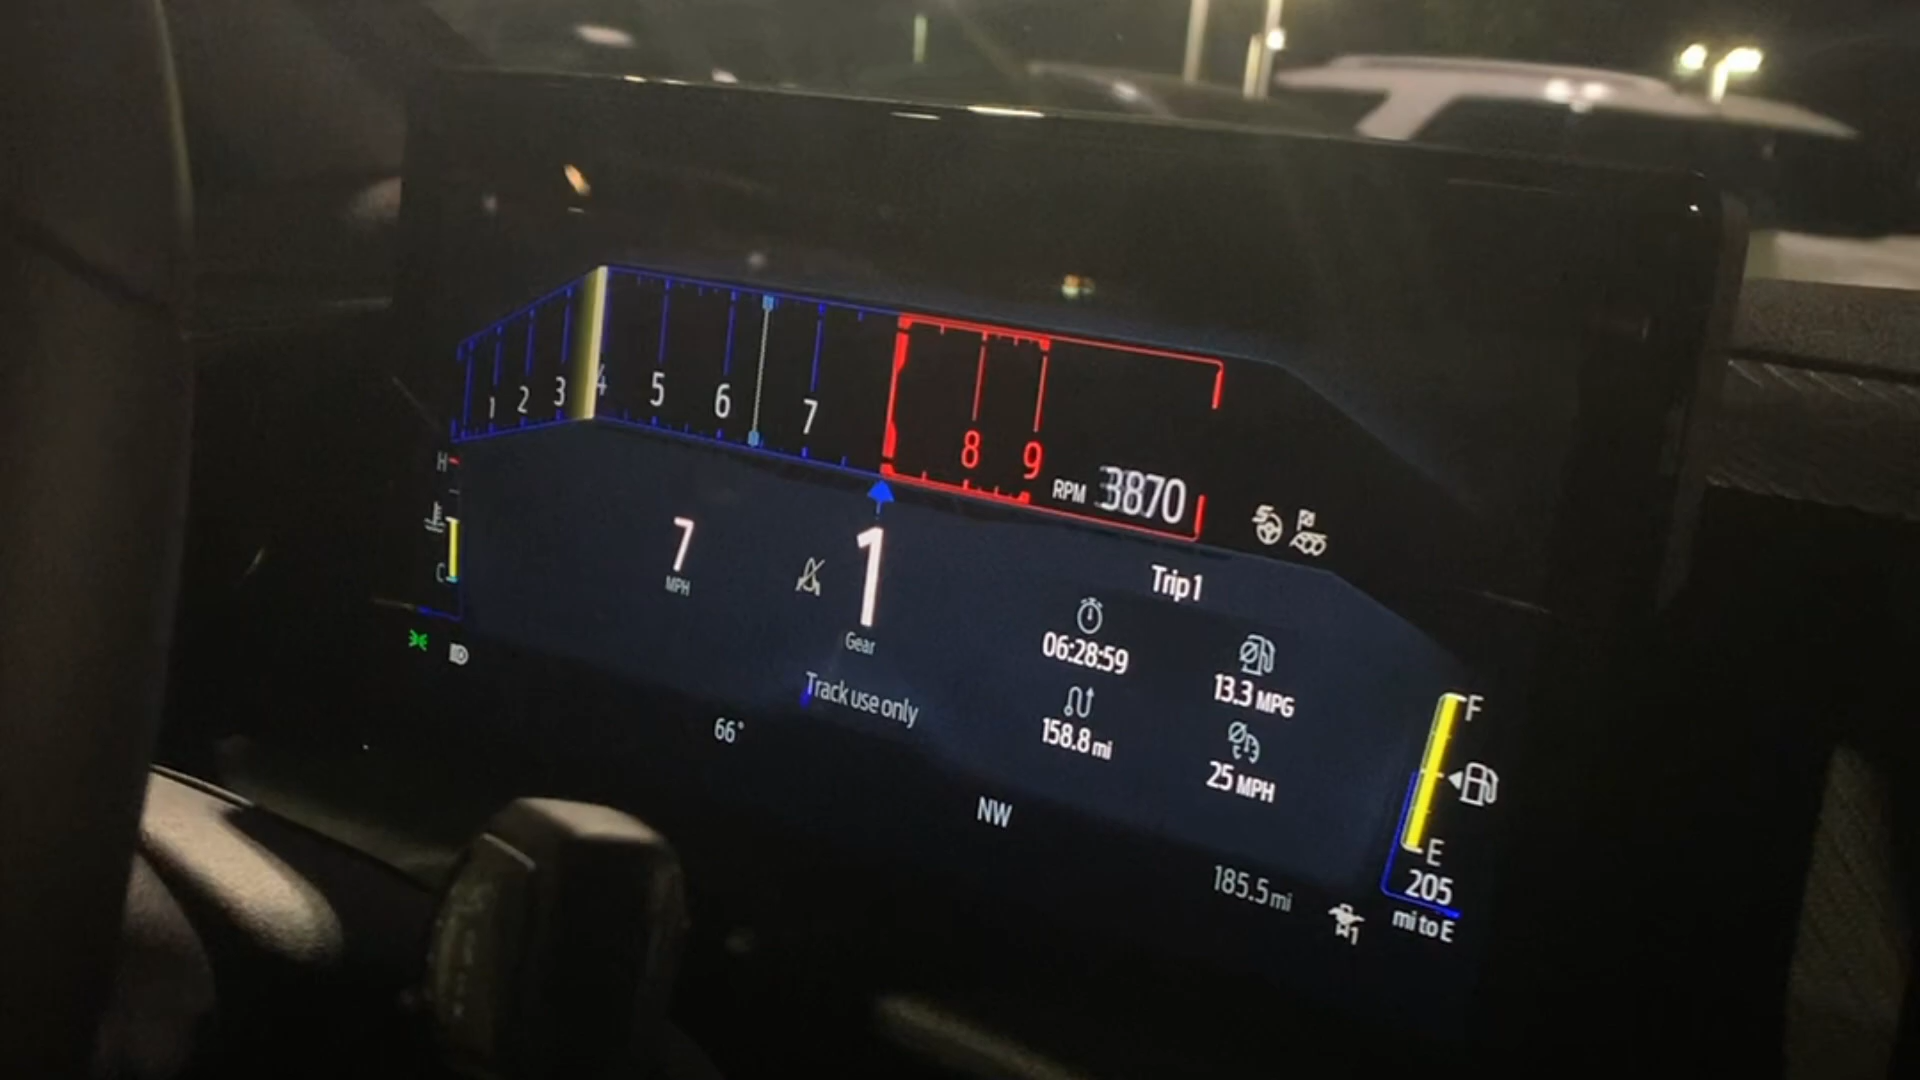 1 2 3 4 5 6 7 8 9
RPM 3870
H
C
7
MPH
1
Gear
Track use only
66°
NW
Trip 1
06:28:59
13.3 MPG
158.8 mi
25 MPH
185.5 mi
1
F
E
205
mi to E